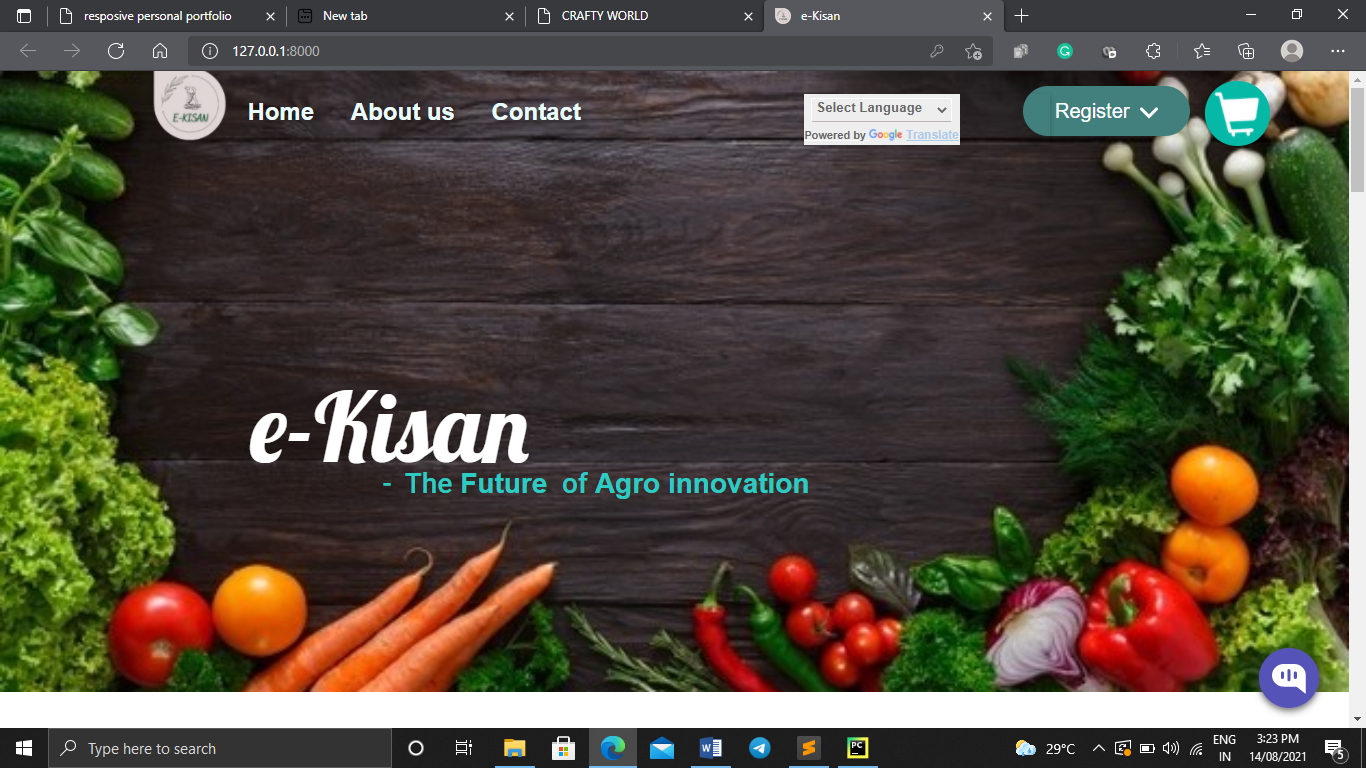 resposive personal portfolio
New tab
CRAFTY WORLD
e-Kisan
127.0.0.1:8000
E-KISAN
Home
About us
Contact
Select Language
Powered by Google Translate
Register
e-Kisan
- The Future of Agro innovation
Type here to search
29°C
ENG
IN
3:23 PM
14/08/2021
5